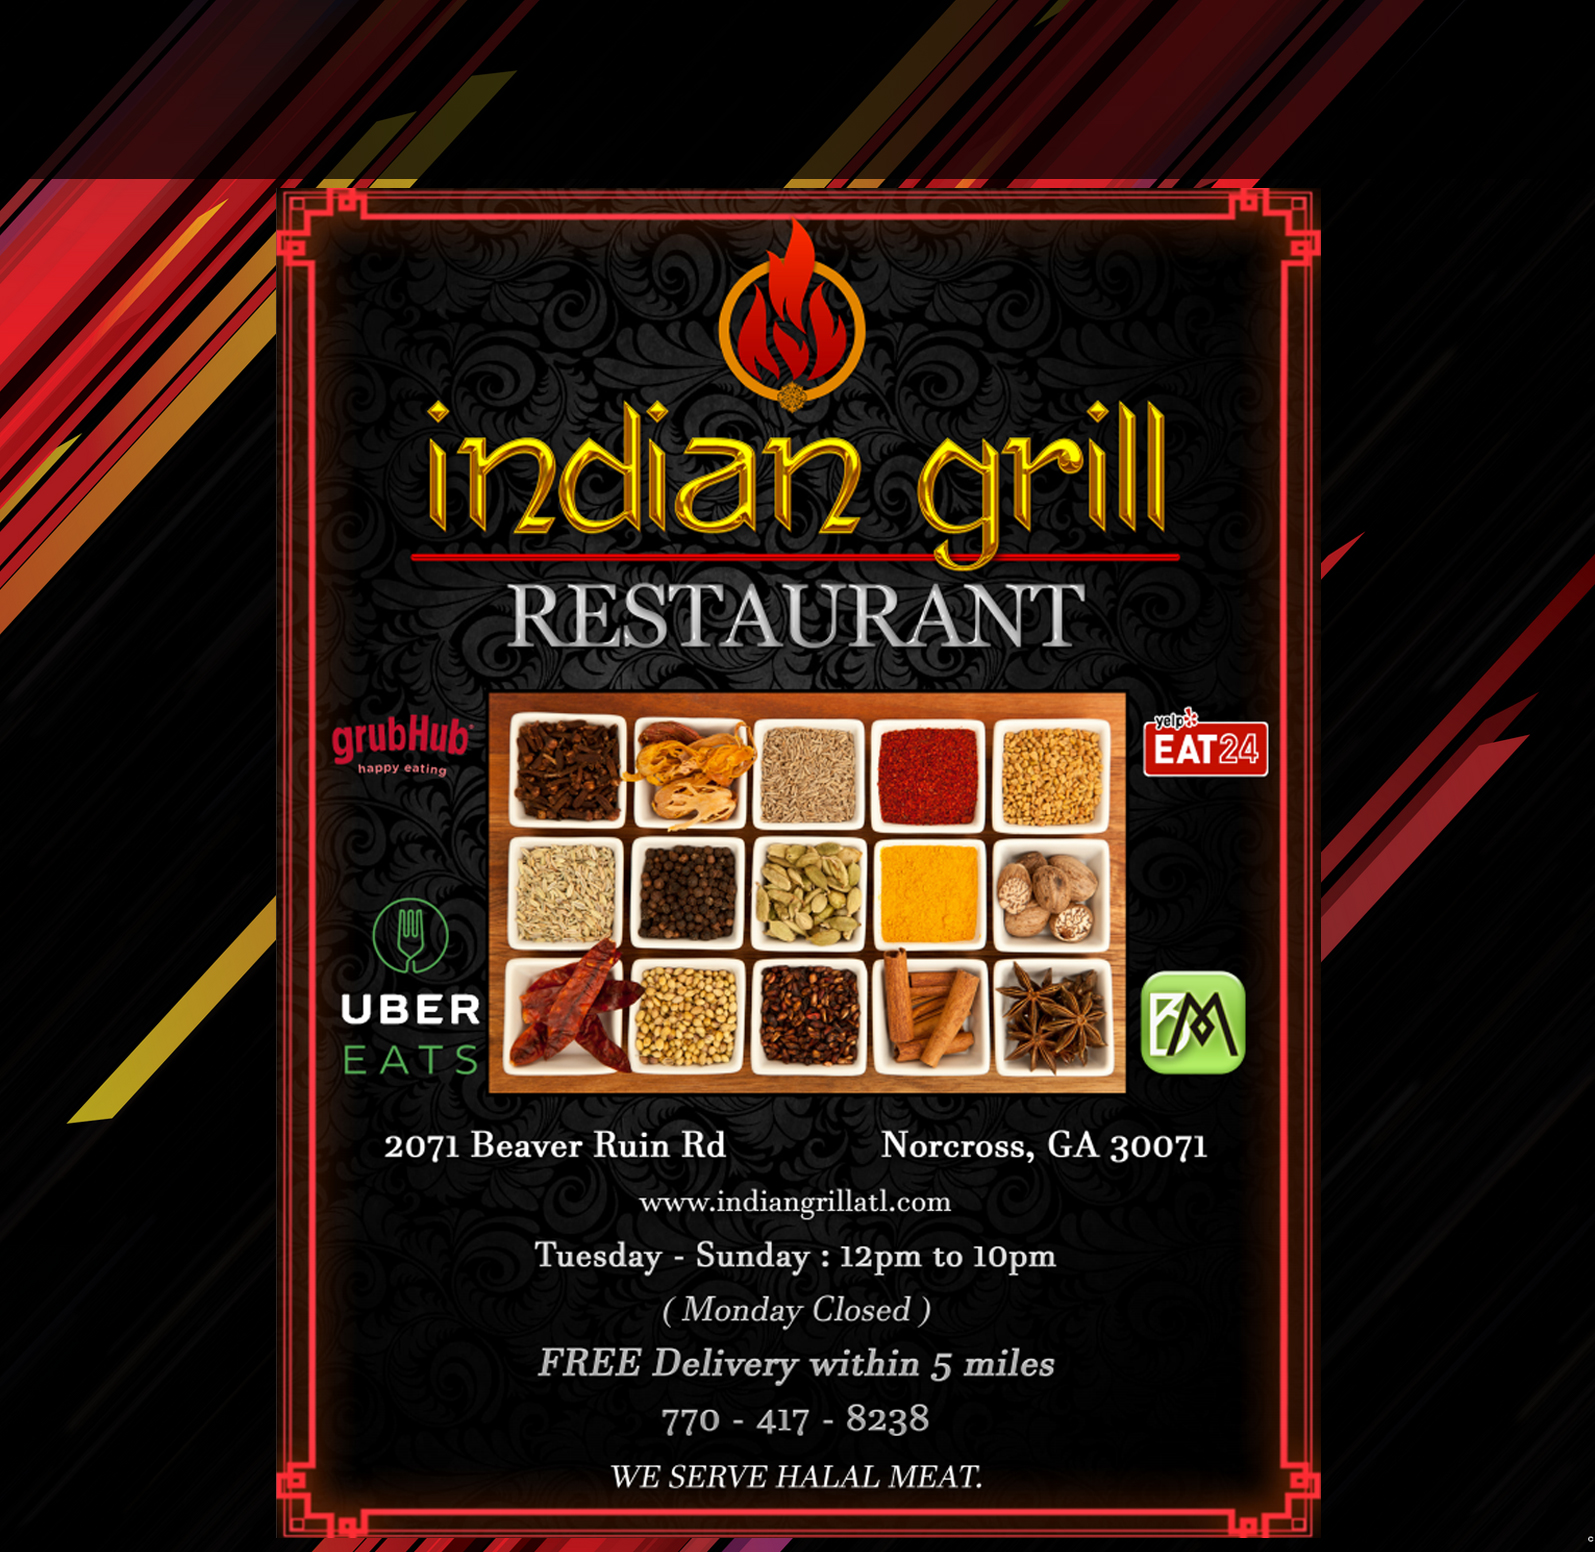 indian grill
RESTAURANT
grubHub
happy eating
yelp
EAT24
UBER
EATS
BM
2071 Beaver Ruin Rd Norcross, GA 30071
www.indiangrillatl.com
Tuesday - Sunday : 12pm to 10pm
( Monday Closed )
FREE Delivery within 5 miles
770 - 417 - 8238
WE SERVE HALAL MEAT.